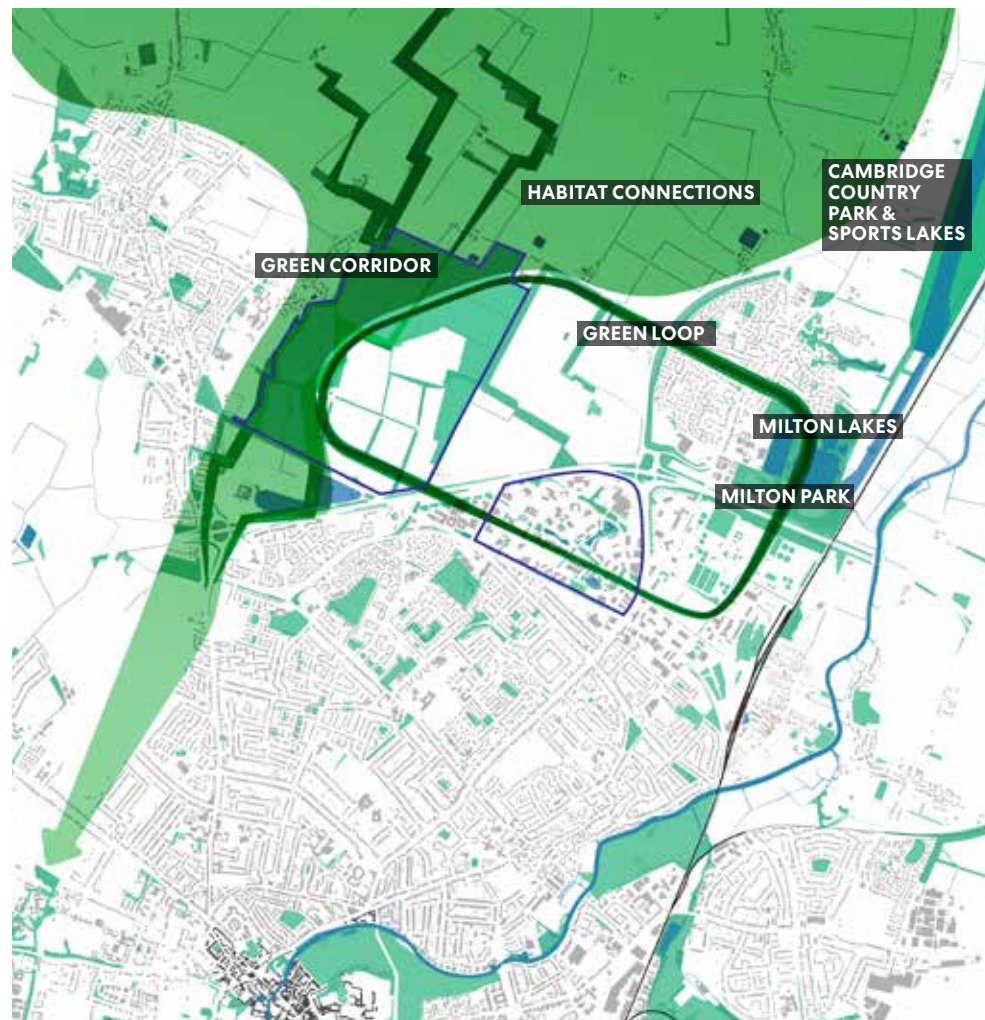 CAMBRIDGE
COUNTRY
PARK &
SPORTS LAKES
HABITAT CONNECTIONS
GREEN CORRIDOR
GREEN LOOP
MILTON LAKES
MILTON PARK